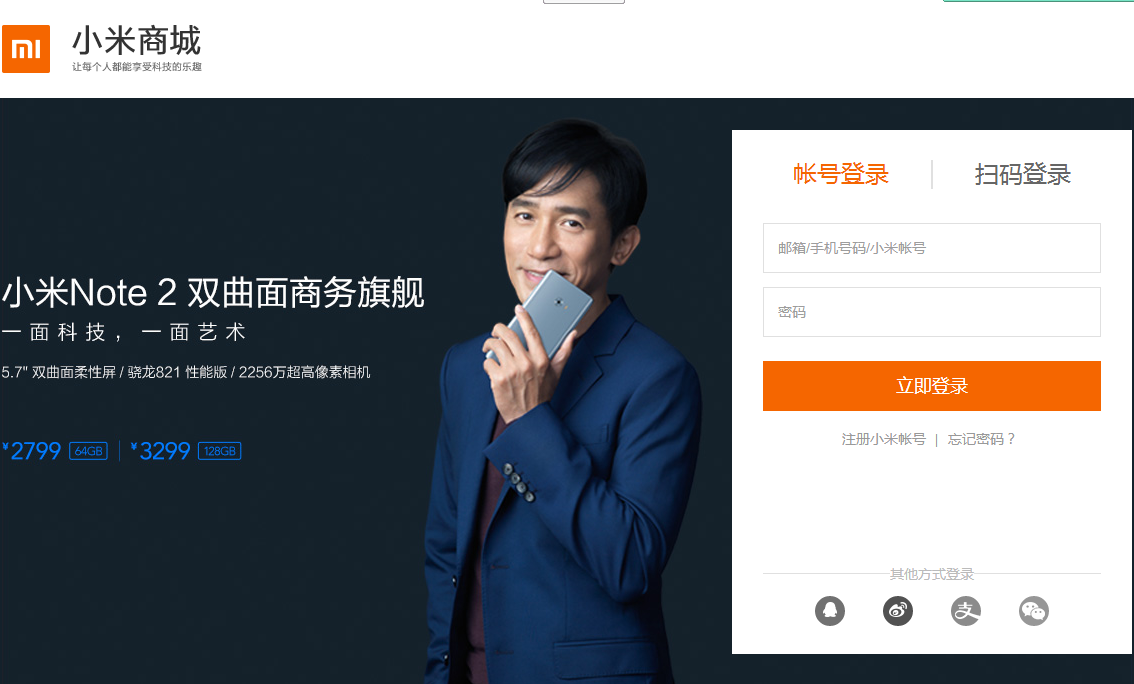 小米商城
让每个人都能享受科技的乐趣
小米Note 2 双曲面商务旗舰
一面科技，一面艺术
5.7" 双曲面柔性屏 / 骁龙821 性能版 / 2256万超高像素相机
¥2799 64GB ¥3299 128GB
帐号登录 扫码登录
邮箱/手机号码/小米帐号
密码
立即登录
注册小米帐号 | 忘记密码？
其他方式登录
支